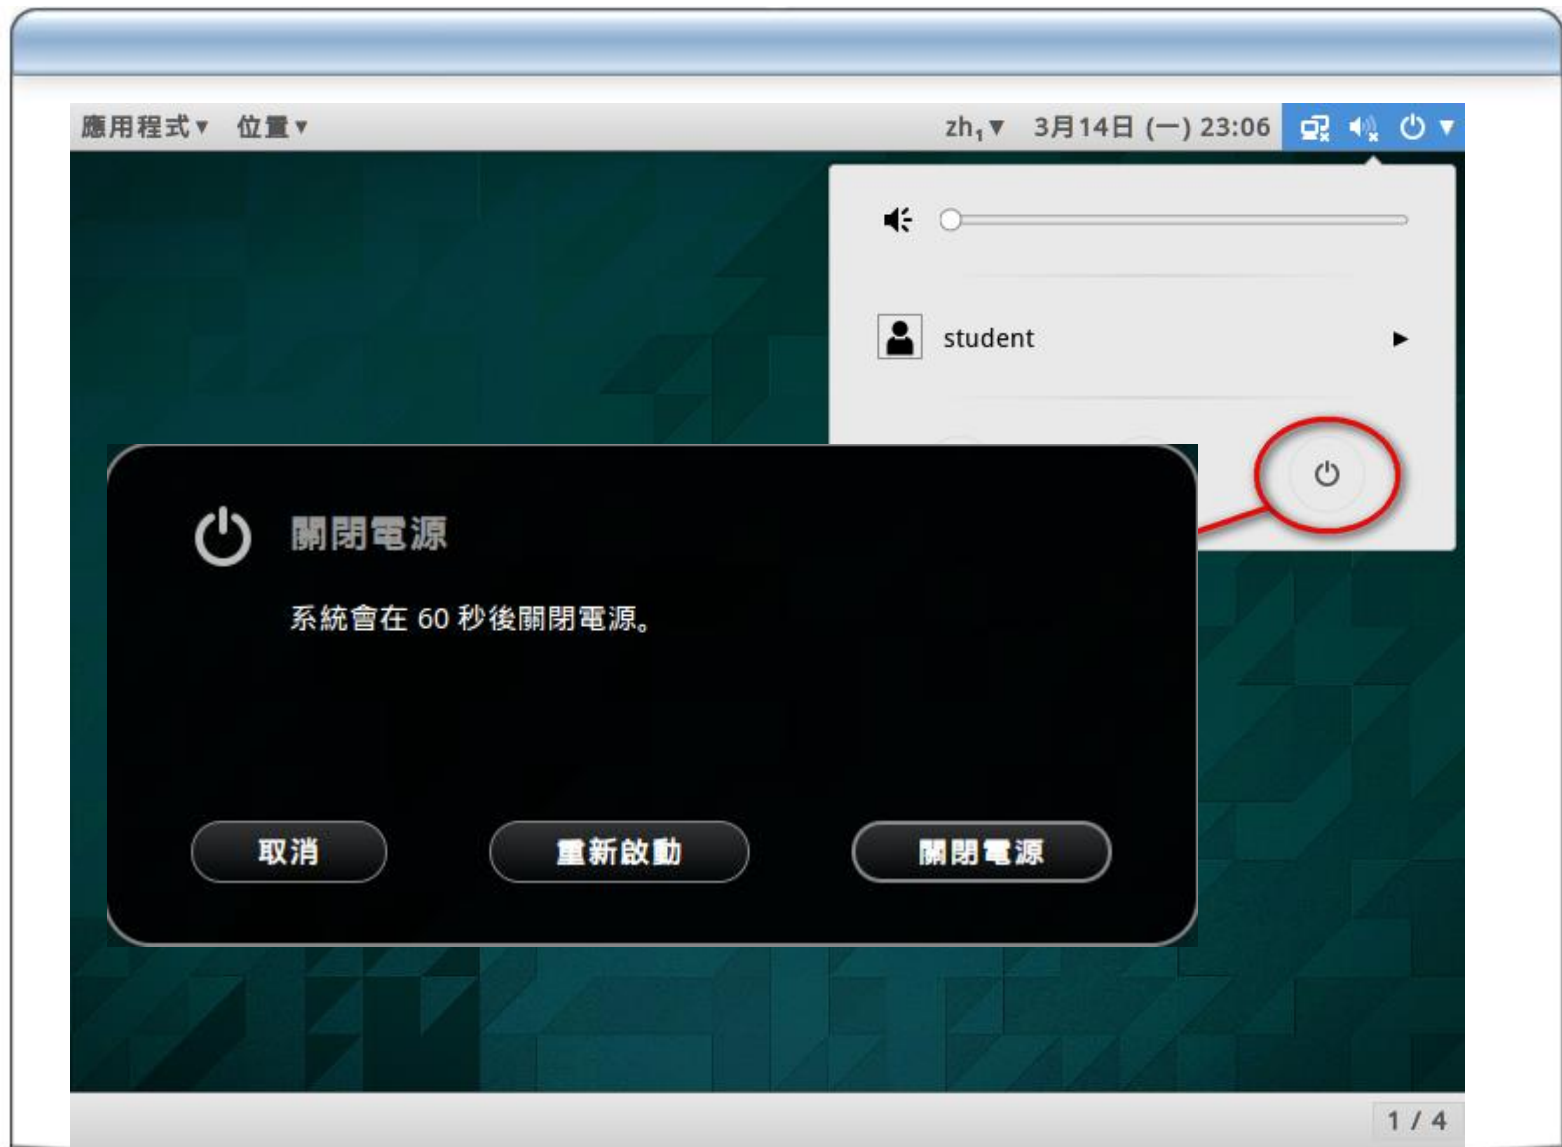 應用程式▼ 位置▼ zh₁▼ 3月14日 (一) 23:06
student
關閉電源
系統會在 60 秒後關閉電源。
取消 重新啟動 關閉電源
1 / 4